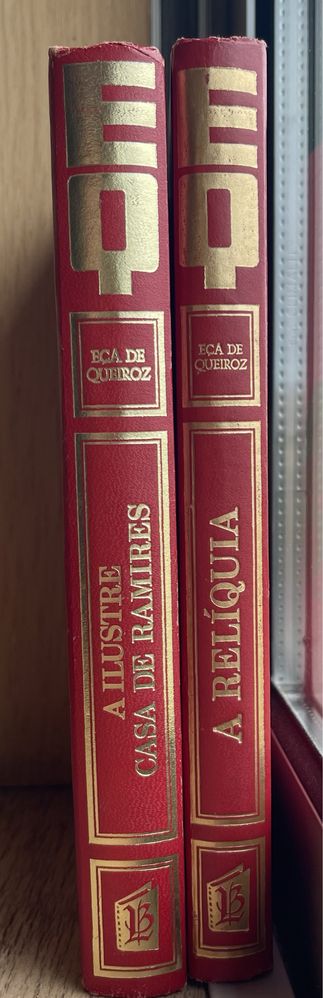 EQ
EÇA DE
QUEIROZ
A ILUSTRE
CASA DE RAMIRES
EQ
EÇA DE
QUEIROZ
A RELÍQUIA